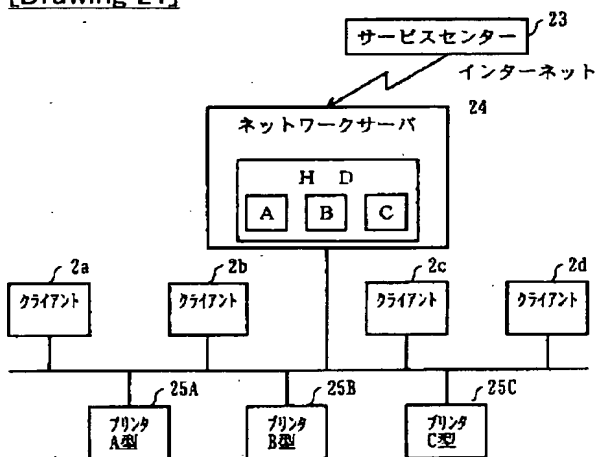 [Drawing 21]
23
サービスセンター
インターネット
24
ネットワークサーバ
H D
A B C
2a 2b 2c 2d
クライアント クライアント クライアント クライアント
25A 25B 25C
プリンタ プリンタ プリンタ
A型 B型 C型